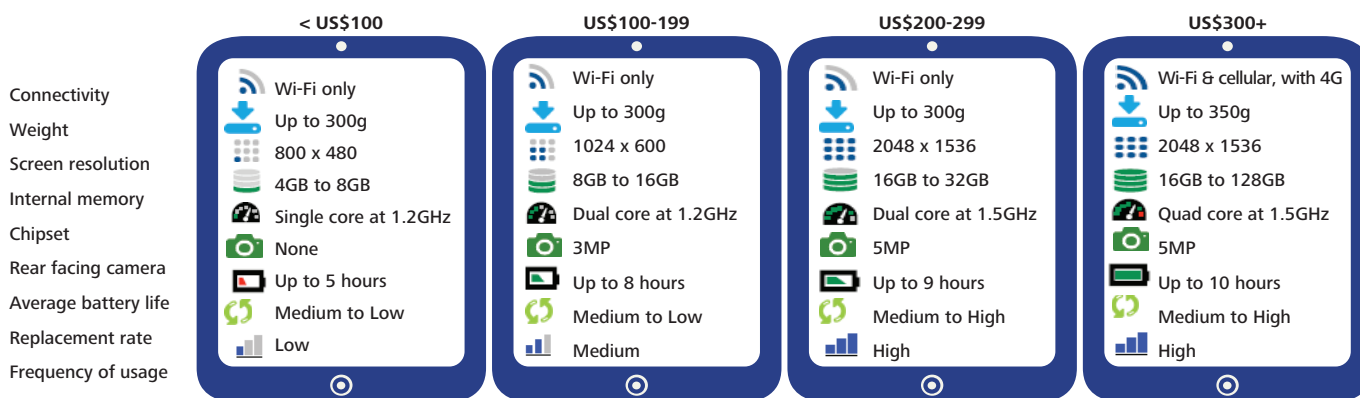 < US$100
US$100-199
US$200-299
US$300+
Connectivity
Weight
Screen resolution
Internal memory
Chipset
Rear facing camera
Average battery life
Replacement rate
Frequency of usage
Wi-Fi only
Up to 300g
800 x 480
4GB to 8GB
Single core at 1.2GHz
None
Up to 5 hours
Medium to Low
Low
Wi-Fi only
Up to 300g
1024 x 600
8GB to 16GB
Dual core at 1.2GHz
3MP
Up to 8 hours
Medium to Low
Medium
Wi-Fi only
Up to 300g
2048 x 1536
16GB to 32GB
Dual core at 1.5GHz
5MP
Up to 9 hours
Medium to High
High
Wi-Fi & cellular, with 4G
Up to 350g
2048 x 1536
16GB to 128GB
Quad core at 1.5GHz
5MP
Up to 10 hours
Medium to High
High